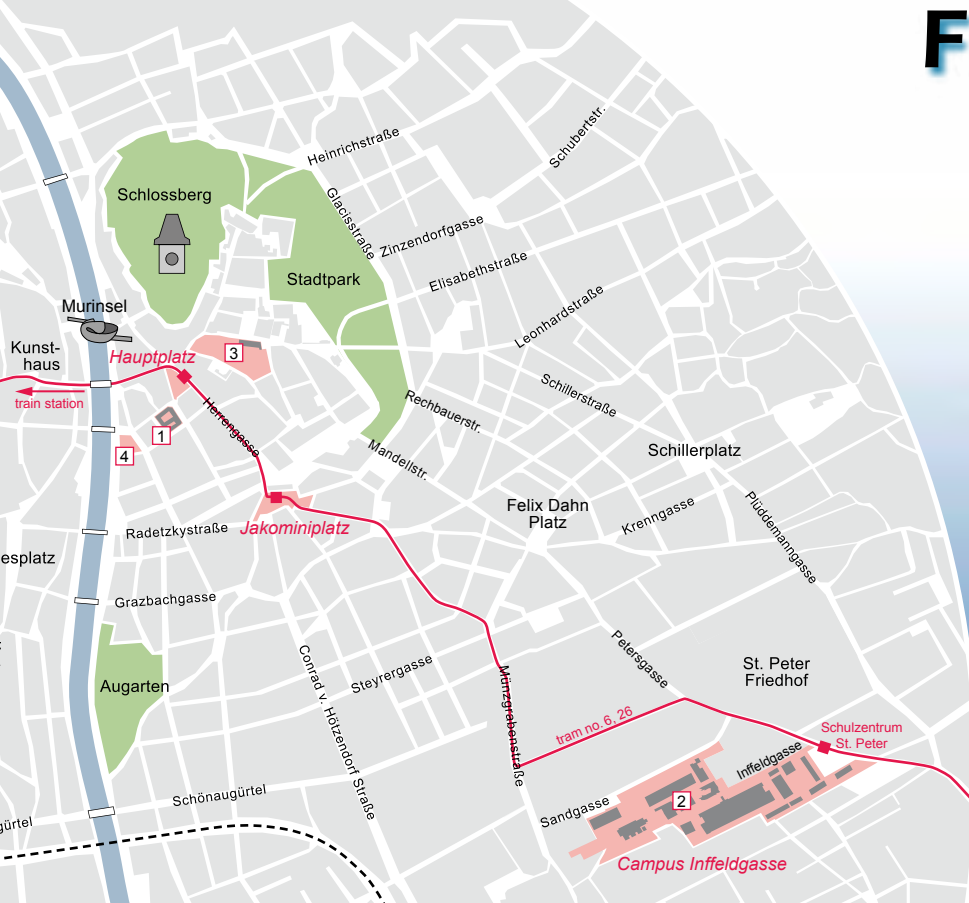 F
Heinrichstraße
Schubertstr.
Schlossberg
Glacisstraße
Zinzendorfgasse
Stadtpark
Elisabethstraße
Murinsel
Leonhardstraße
Kunst-
haus
Hauptplatz
3
train station
Schillerstraße
Herrengasse
Rechbauerstr.
1
4
Mandellstr.
Schillerplatz
Felix Dahn
Platz
Krenngasse
Plüddemanngasse
Radetzkystraße
Jakominiplatz
esplatz
Grazbachgasse
Conrad v. Hötzendorf Straße
Steyrergasse
Münzgrabenstraße
Petersgasse
St. Peter
Friedhof
Augarten
tram no. 6, 26
Schulzentrum
St. Peter
Inffeldgasse
Schönaugürtel
Sandgasse
2
gürtel
Campus Inffeldgasse